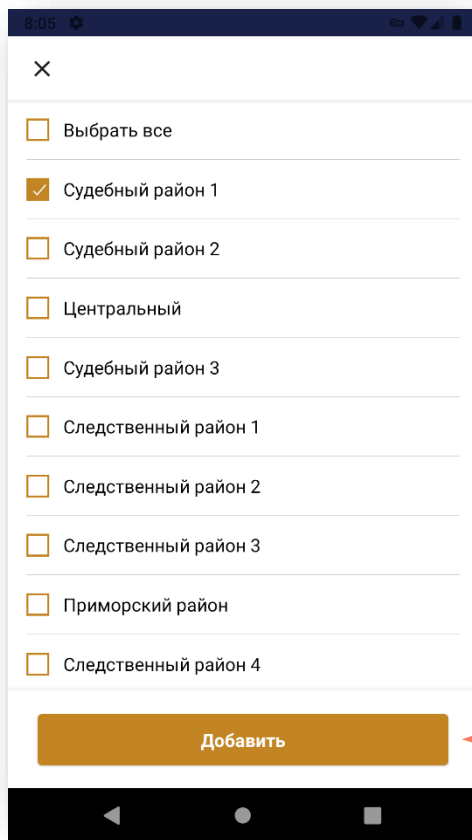 8:05
Выбрать все
Судебный район 1
Судебный район 2
Центральный
Судебный район 3
Следственный район 1
Следственный район 2
Следственный район 3
Приморский район
Следственный район 4
Добавить